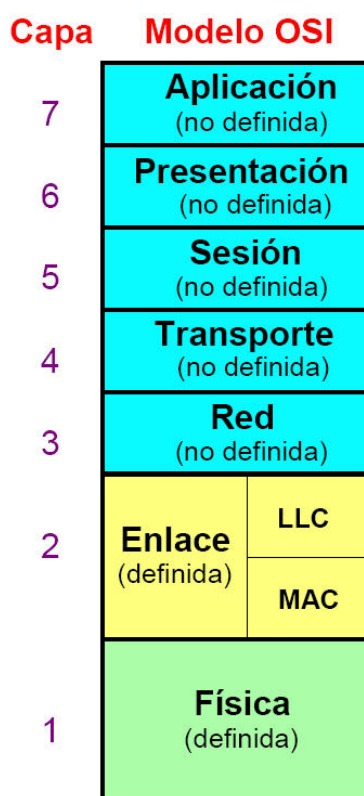 Capa Modelo OSI
7 Aplicación
(no definida)
6 Presentación
(no definida)
5 Sesión
(no definida)
4 Transporte
(no definida)
3 Red
(no definida)
2 Enlace
(definida)
LLC
MAC
1 Física
(definida)